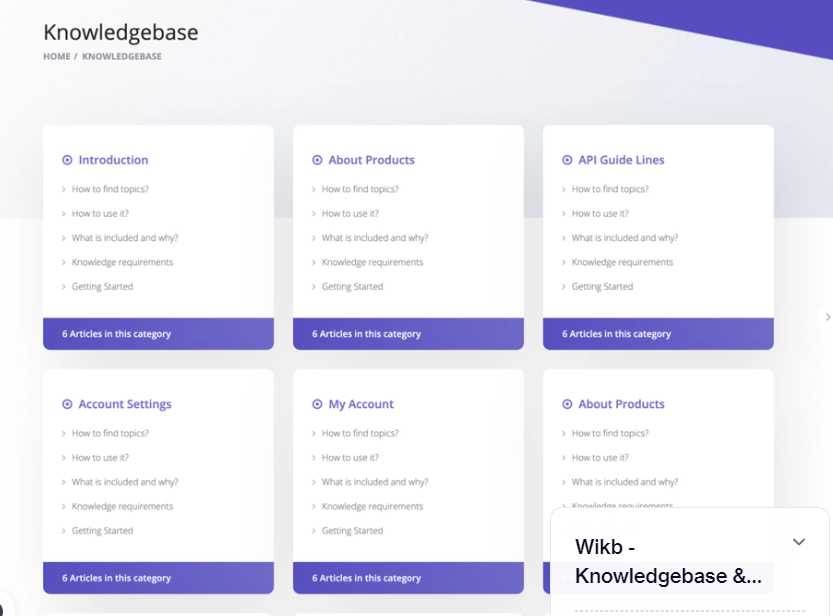 Knowledgebase
HOME / KNOWLEDGEBASE
Introduction
How to find topics?
How to use it?
What is included and why?
Knowledge requirements
Getting Started
6 Articles in this category
About Products
How to find topics?
How to use it?
What is included and why?
Knowledge requirements
Getting Started
6 Articles in this category
API Guide Lines
How to find topics?
How to use it?
What is included and why?
Knowledge requirements
Getting Started
6 Articles in this category
Account Settings
How to find topics?
How to use it?
What is included and why?
Knowledge requirements
Getting Started
6 Articles in this category
My Account
How to find topics?
How to use it?
What is included and why?
Knowledge requirements
Getting Started
6 Articles in this category
About Products
How to find topics?
How to use it?
What is included and why?
Knowledge requirements
Wikb -
Knowledgebase &...